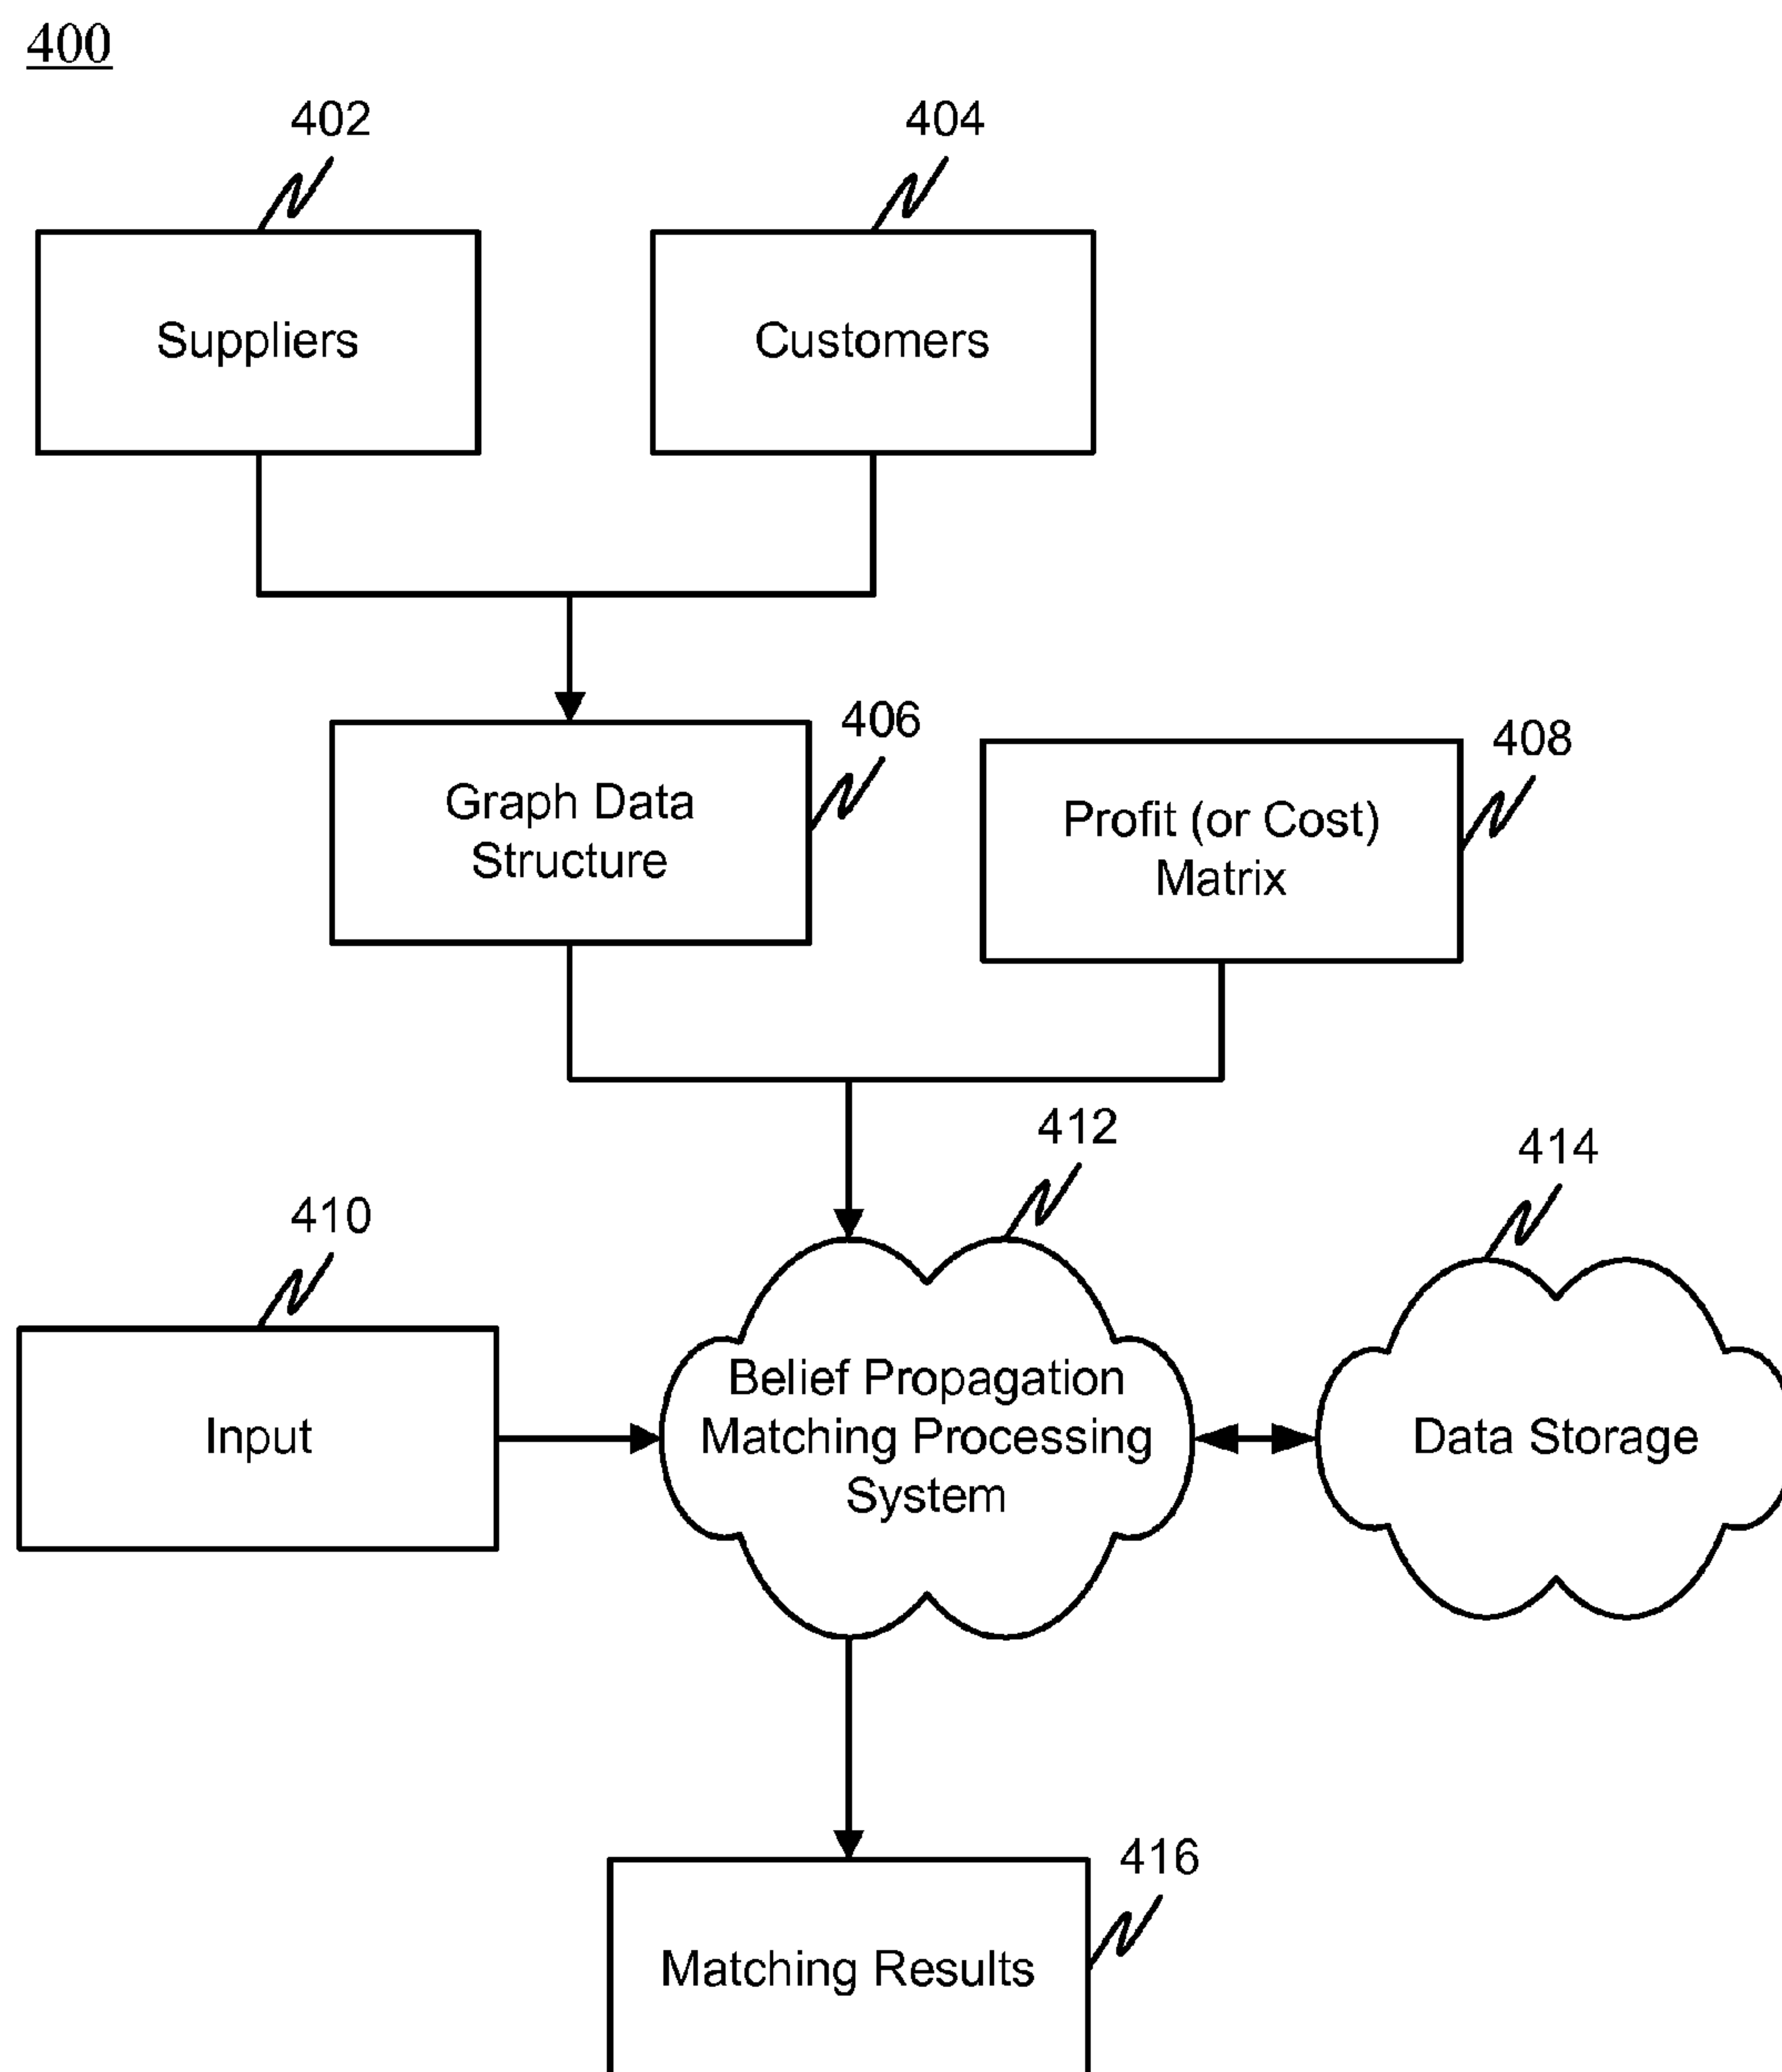 400
402
404
Suppliers
Customers
406
408
Graph Data
Structure
Profit (or Cost)
Matrix
412
414
410
Belief Propagation
Matching Processing
System
Input
Data Storage
416
Matching Results